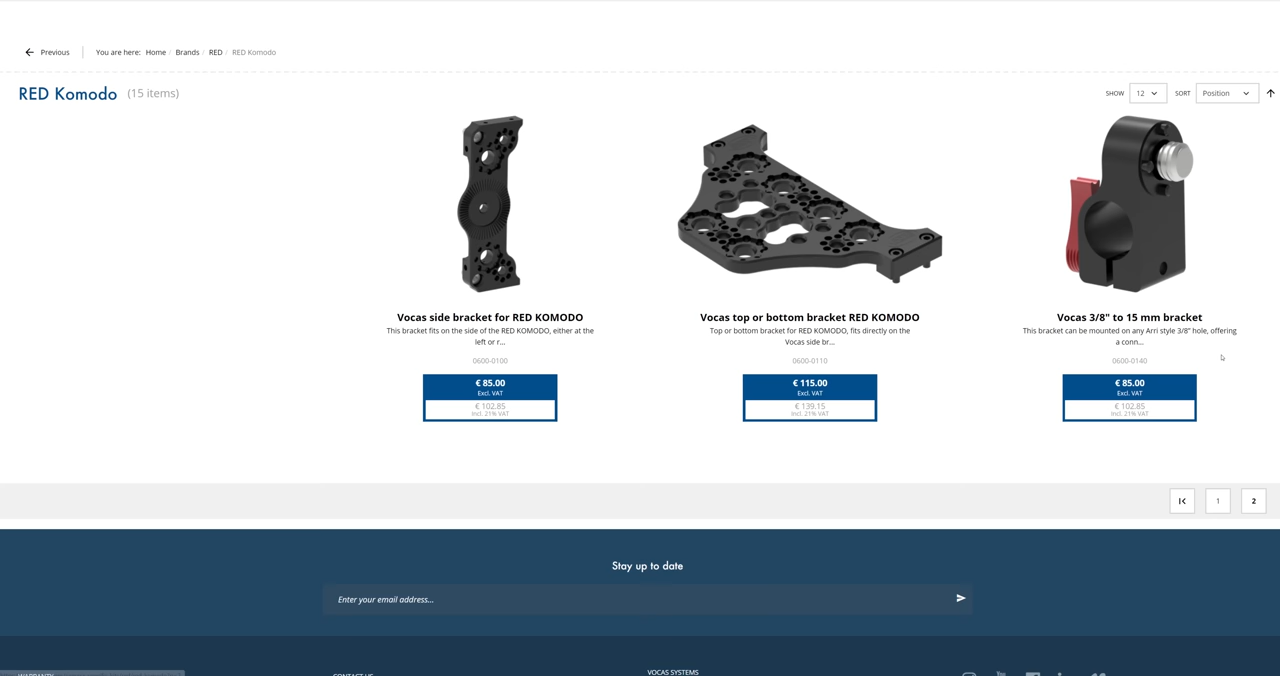 Previous
You are here: Home / Brands / RED / RED Komodo
RED Komodo (15 items)
SHOW 12 SORT Position
Vocas side bracket for RED KOMODO
This bracket fits on the side of the RED KOMODO, either at the
left or r...
0600-0100
€ 85.00
Excl. VAT
€ 102.85
Incl. 21% VAT
Vocas top or bottom bracket RED KOMODO
Top or bottom bracket for RED KOMODO, fits directly on the
Vocas side br...
0600-0110
€ 115.00
Excl. VAT
€ 139.15
Incl. 21% VAT
Vocas 3/8" to 15 mm bracket
This bracket can be mounted on any Arri style 3/8" hole, offering
a conn...
0600-0140
€ 85.00
Excl. VAT
€ 102.85
Incl. 21% VAT
1 2
Stay up to date
Enter your email address...
WARRANTY
CONTACT US
VOCAS SYSTEMS